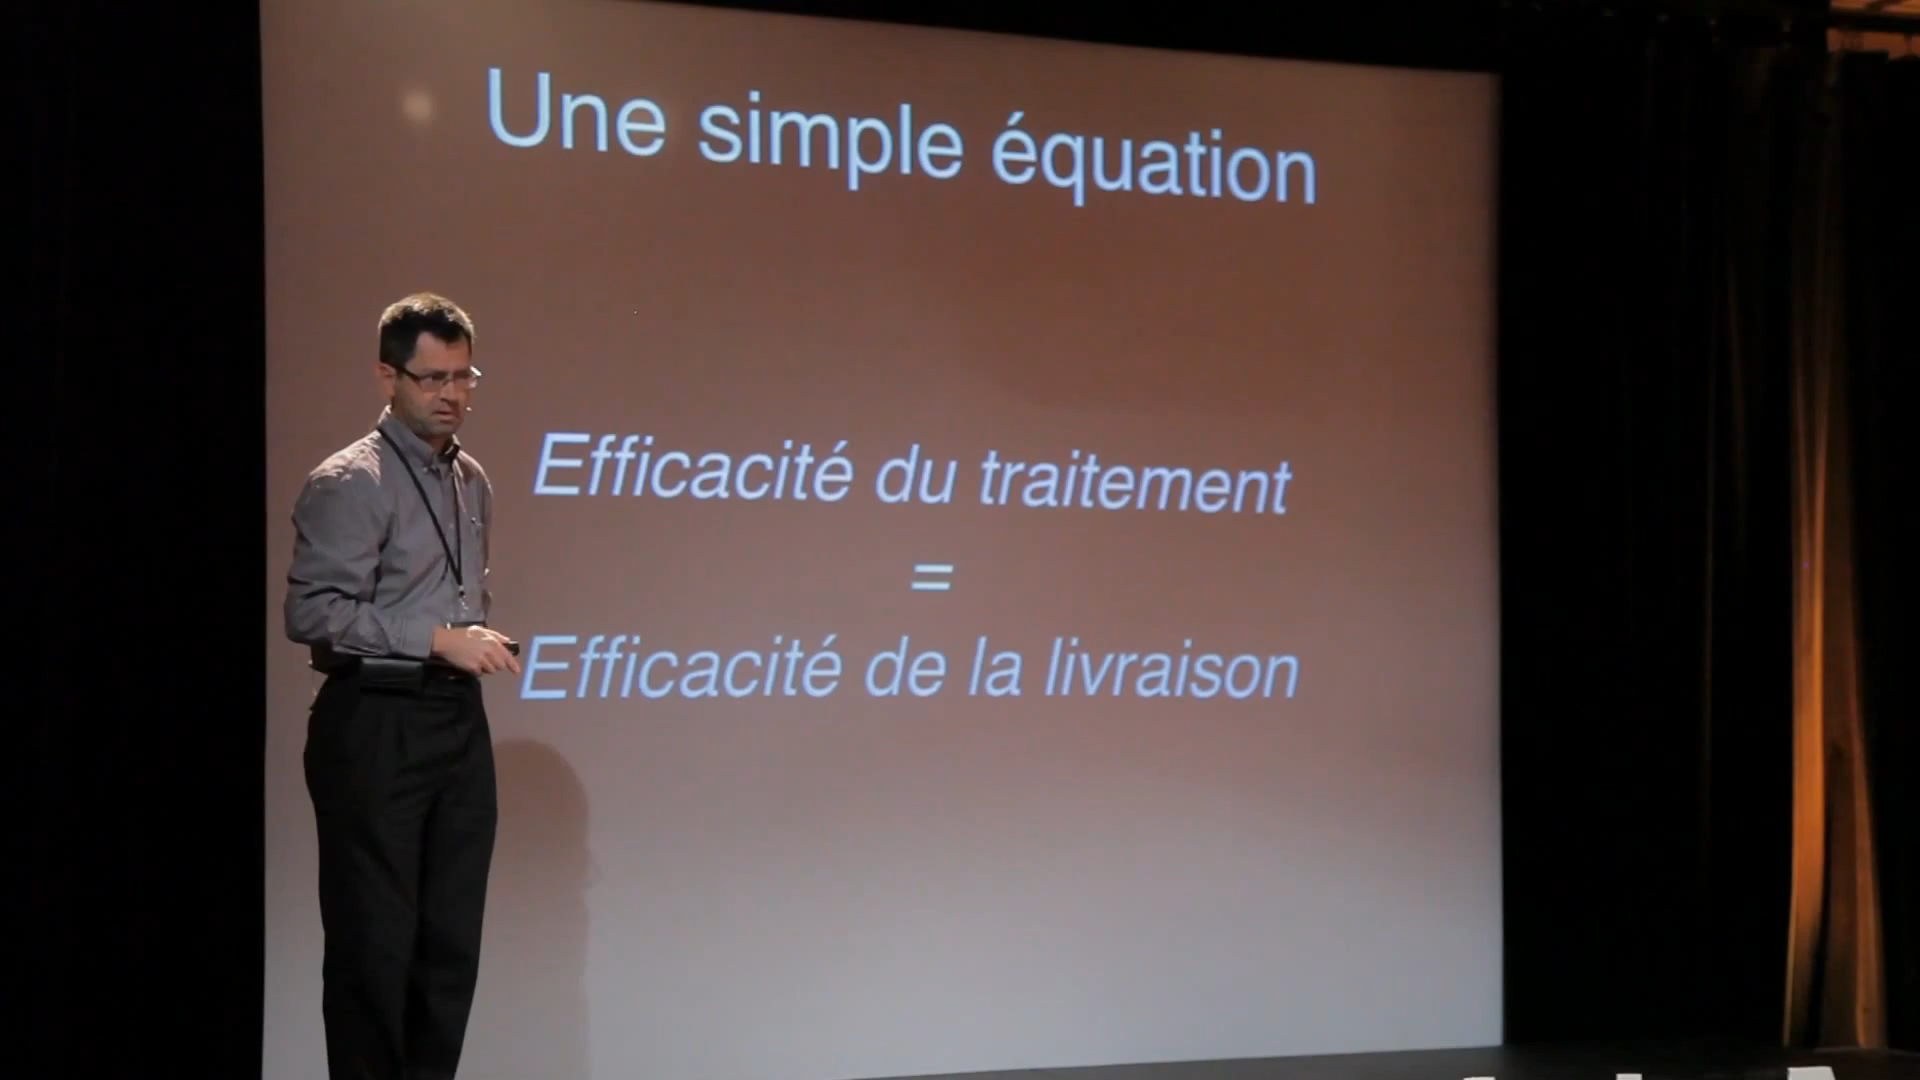 Une simple équation
Efficacité du traitement
=
Efficacité de la livraison